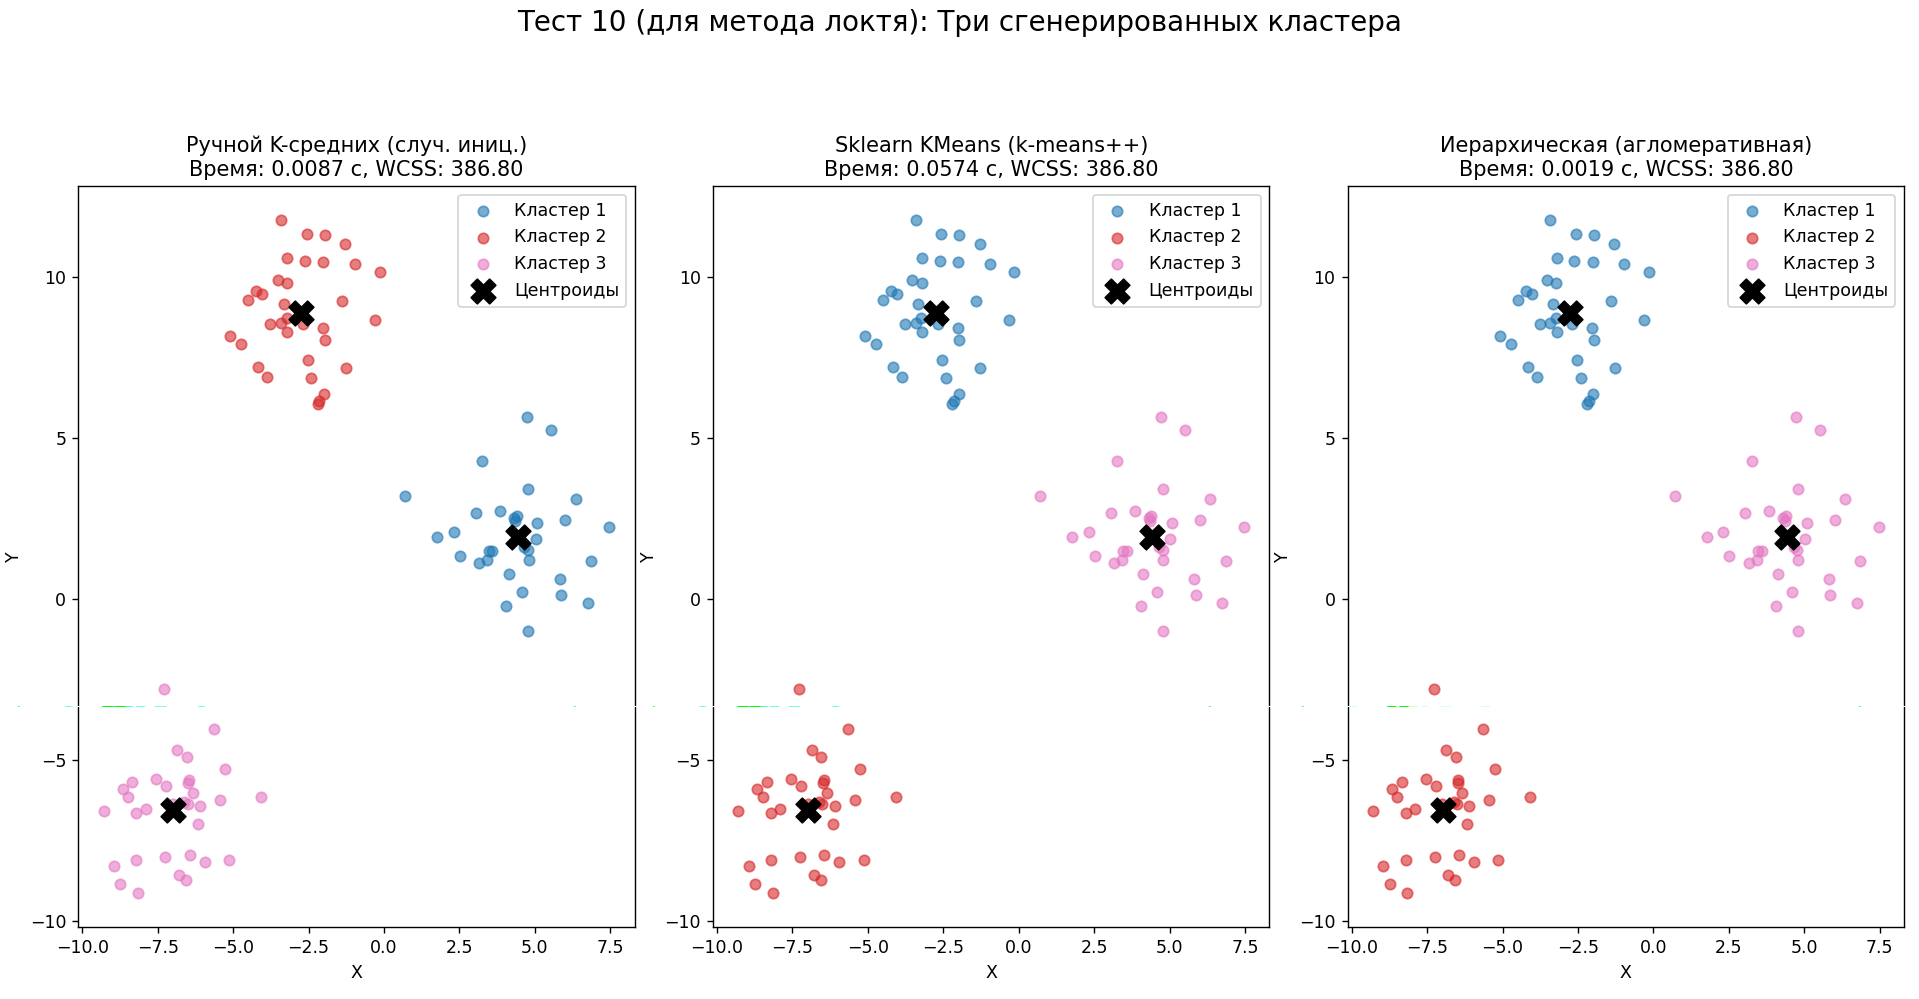 Тест 10 (для метода локтя): Три сгенерированных кластера
Ручной K-средних (случ. иниц.)
Время: 0.0087 с, WCSS: 386.80
Кластер 1
Кластер 2
Кластер 3
Центроиды
10
5
0
−5
−10
Y
−10.0 −7.5 −5.0 −2.5 0.0 2.5 5.0 7.5
X
Sklearn KMeans (k-means++)
Время: 0.0574 с, WCSS: 386.80
Кластер 1
Кластер 2
Кластер 3
Центроиды
10
5
0
−5
−10
Y
−10.0 −7.5 −5.0 −2.5 0.0 2.5 5.0 7.5
X
Иерархическая (агломеративная)
Время: 0.0019 с, WCSS: 386.80
Кластер 1
Кластер 2
Кластер 3
Центроиды
10
5
0
−5
−10
Y
−10.0 −7.5 −5.0 −2.5 0.0 2.5 5.0 7.5
X